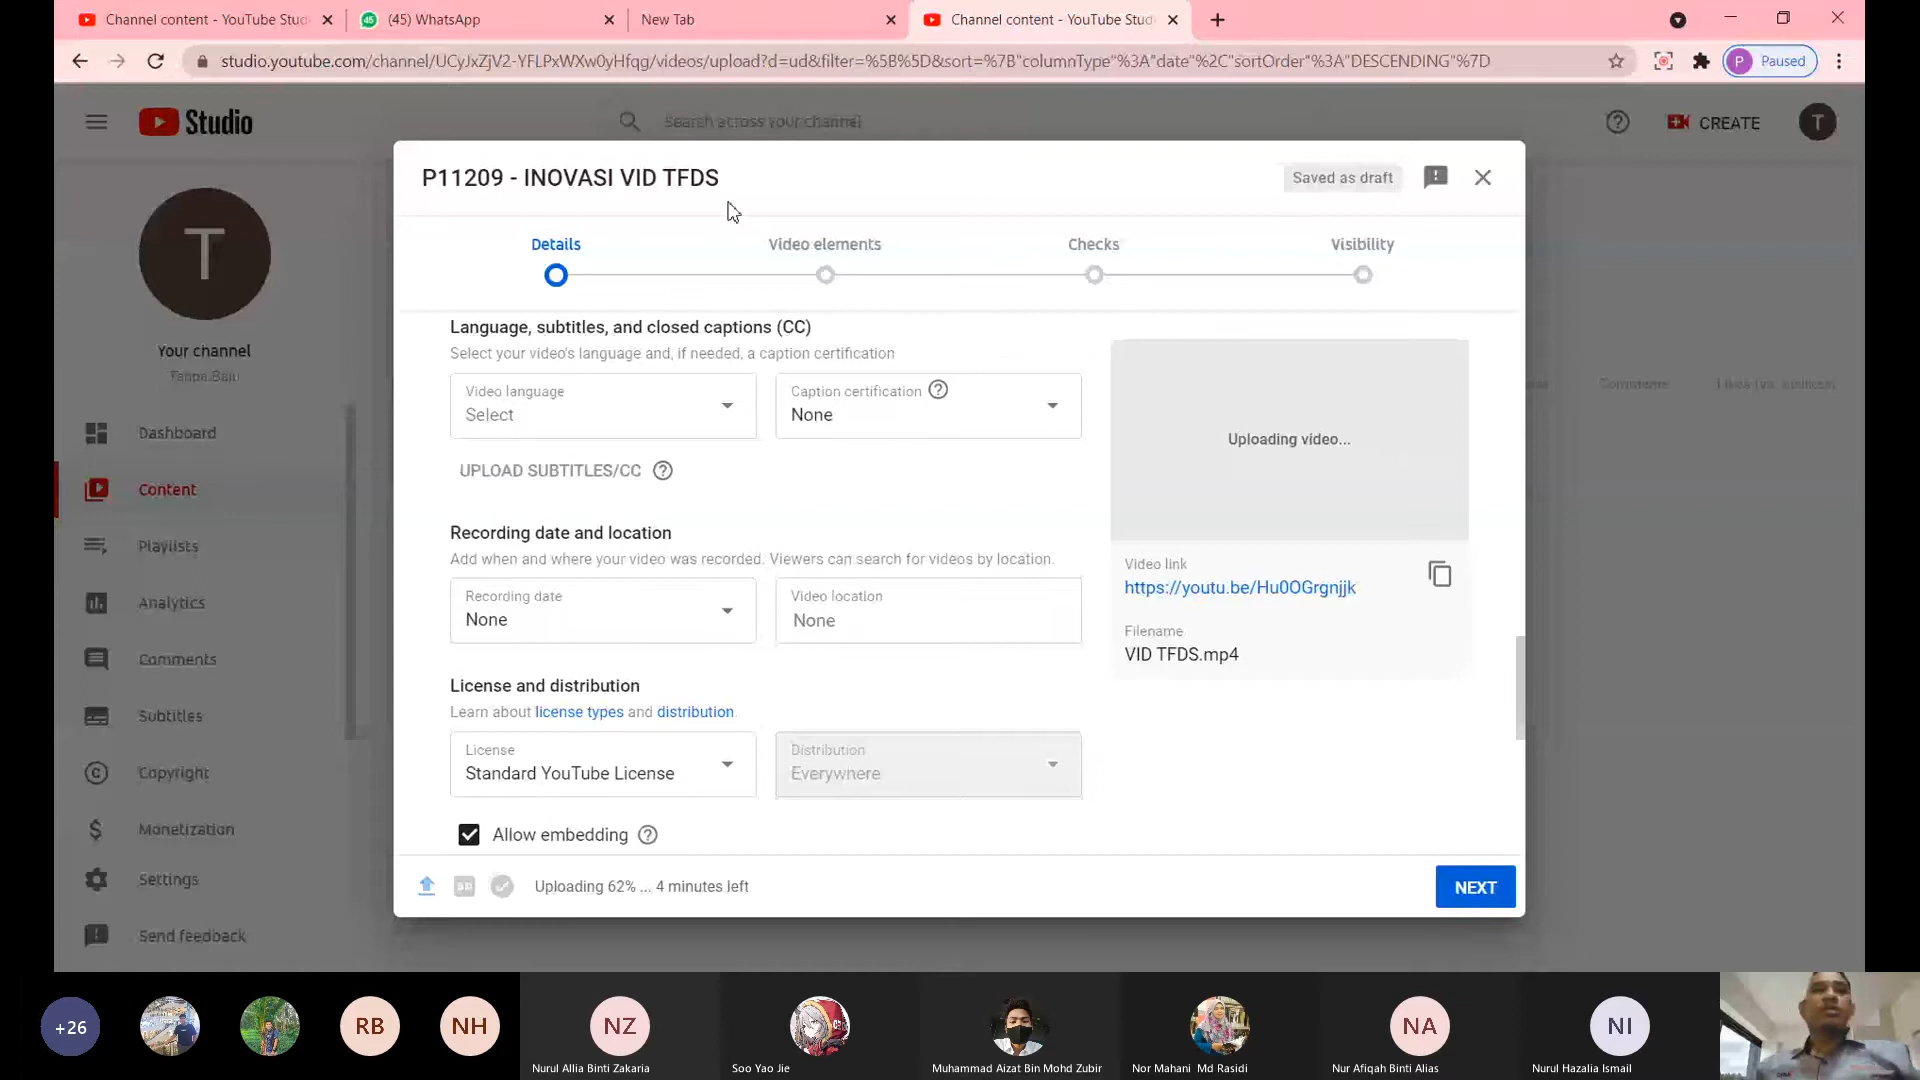 Channel content - YouTube Stud
(45) WhatsApp
New Tab
Channel content - YouTube Stud
studio.youtube.com/channel/UCyJxZjV2-YFLPxWXw0yHfqg/videos/upload?d=ud&filter=%5B%5D&sort=%7B"columnType"%3A"date"%2C"sortOrder"%3A"DESCENDING"%7D
P Paused
Studio
Search across your channel
CREATE
T
P11209 - INOVASI VID TFDS
Saved as draft
T
Your channel
Details
Video elements
Checks
Visibility
Dashboard
Content
Playlists
Analytics
Comments
Subtitles
Copyright
Monetization
Settings
Send feedback
Language, subtitles, and closed captions (CC)
Select your video's language and, if needed, a caption certification
Video language
Select
Caption certification
None
UPLOAD SUBTITLES/CC
Recording date and location
Add when and where your video was recorded. Viewers can search for videos by location.
Recording date
None
Video location
None
License and distribution
Learn about license types and distribution.
License
Standard YouTube License
Distribution
Everywhere
Allow embedding
Uploading video...
Video link
https://youtu.be/Hu0OGrgnjjk
Filename
VID TFDS.mp4
Comments
Uploading 62% ... 4 minutes left
NEXT
+26
RB
NH
NZ
NA
NI
Nurul Allia Binti Zakaria
Soo Yao Jie
Muhammad Aizat Bin Mohd Zubir
Nor Mahani Md Rasidi
Nur Afiqah Binti Alias
Nurul Hazalia Ismail